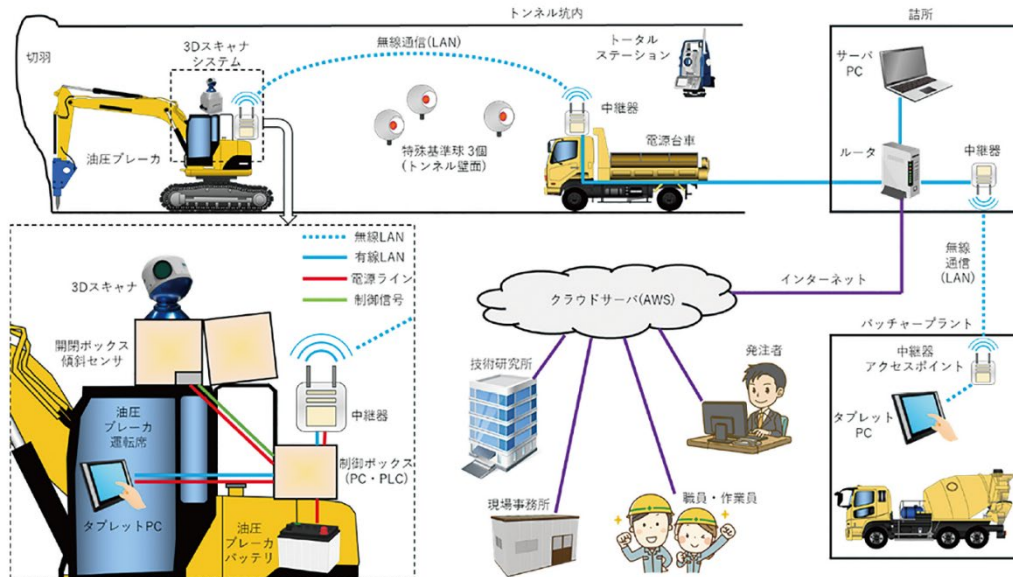 トンネル坑内
詰所
切羽
3Dスキャナ
システム
無線通信(LAN)
トータル
ステーション
サーバ
PC
油圧ブレーカ
特殊基準球 3個
(トンネル壁面)
中継器
電源台車
ルータ
中継器
無線LAN
有線LAN
電源ライン
制御信号
3Dスキャナ
開閉ボックス
傾斜センサ
中継器
油圧
ブレーカ
運転席
制御ボックス
(PC・PLC)
タブレットPC
油圧
ブレーカ
バッテリ
クラウドサーバ(AWS)
インターネット
無線
通信
(LAN)
技術研究所
発注者
現場事務所
職員・作業員
バッチャープラント
中継器
アクセスポイント
タブレット
PC